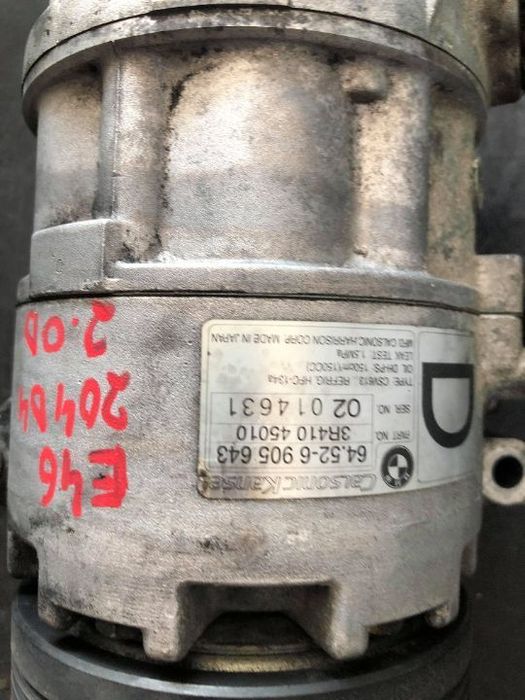 CalsonicKansei
BMW
64.52-6 905 643
PART NO. 3R410 45010
SER NO. 02 014631
TYPE CSV613 REFRIG. HFC-134a
OIL DH-PS 150cm³(150CC)
LEAK TEST 1.5MPa
MFD CALSONIC,HARRISON CORP MADE IN JAPAN
D
E46
204D4
2.0D